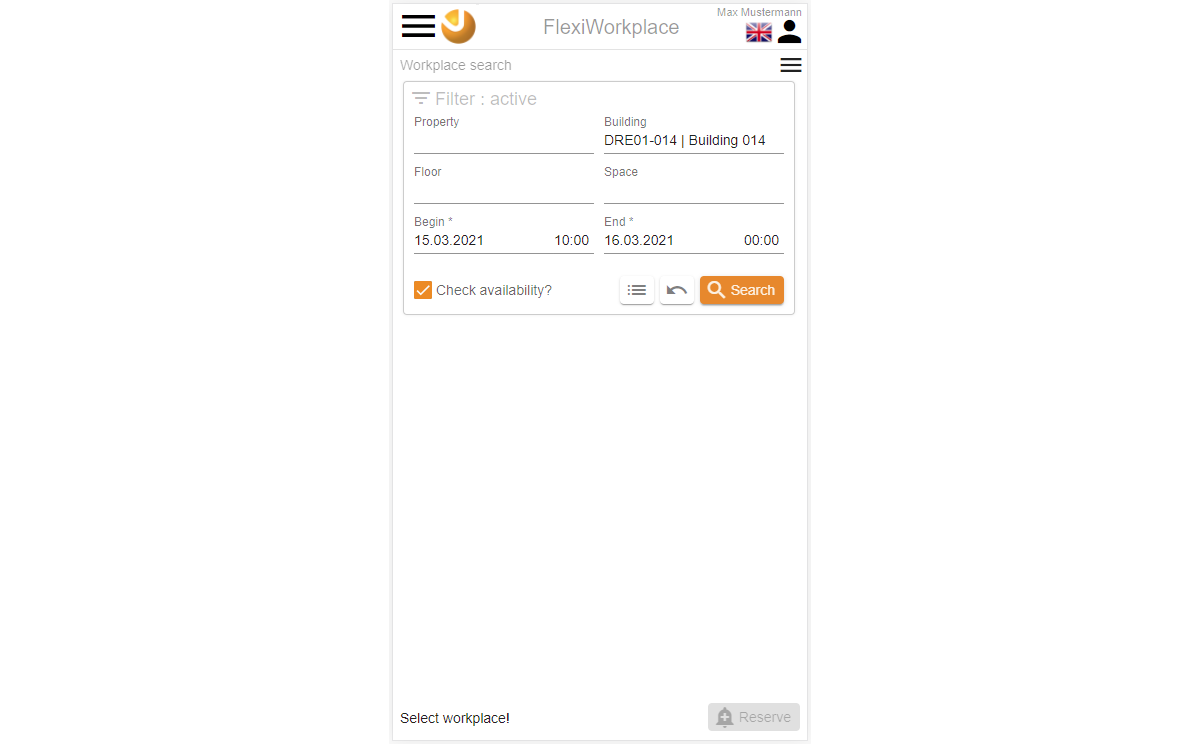 Max Mustermann
FlexiWorkplace
Workplace search
Filter : active
Property Building
DRE01-014 | Building 014
Floor Space
Begin * End *
15.03.2021 10:00 16.03.2021 00:00
Check availability? Search
Select workplace! Reserve